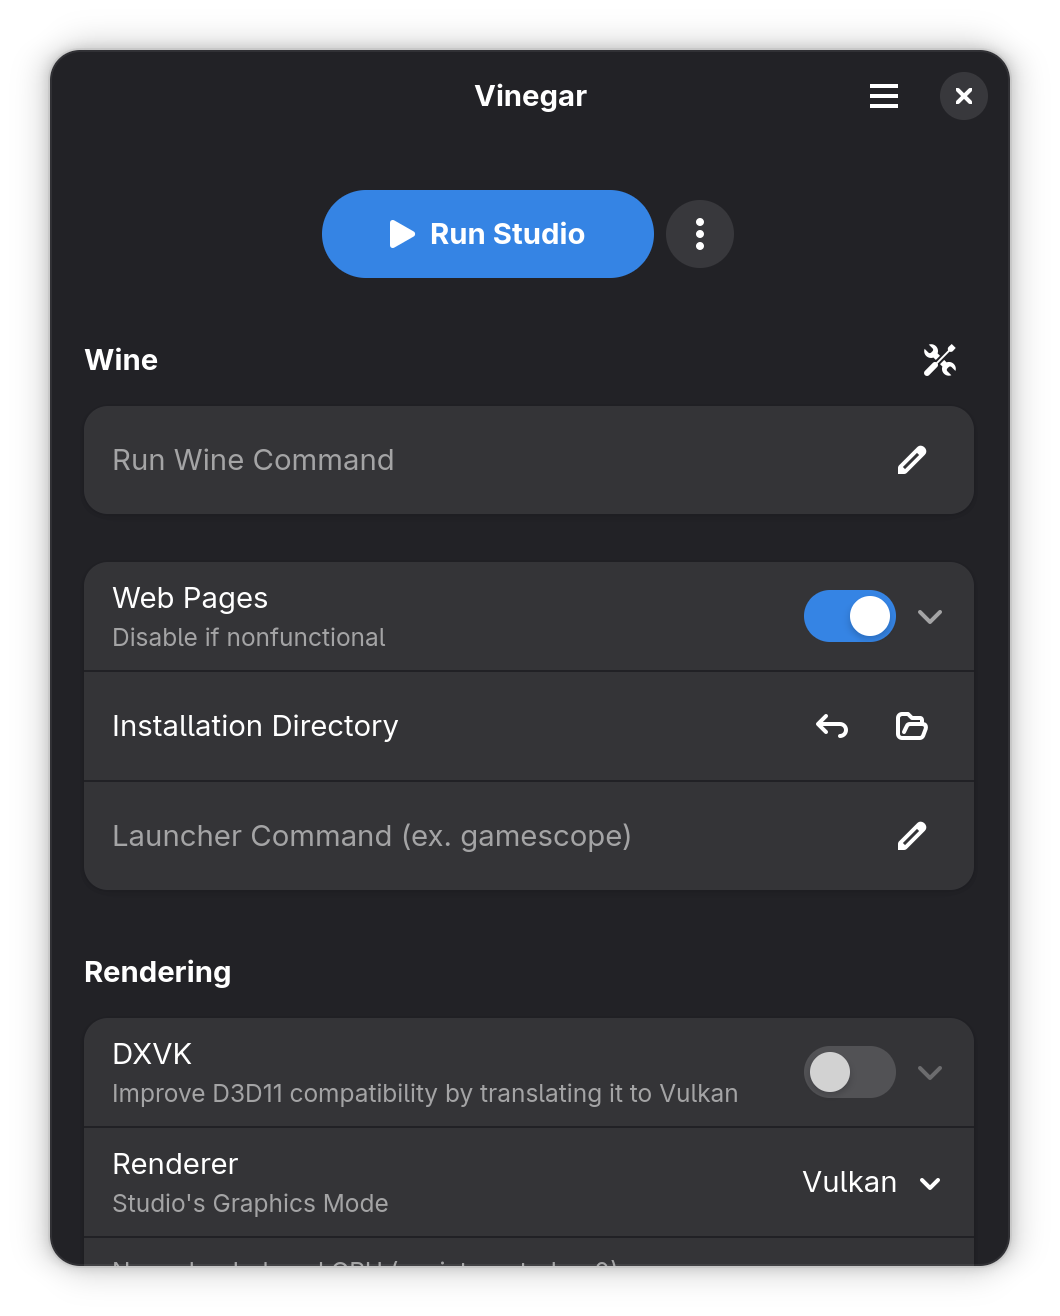 Vinegar
Run Studio
Wine
Run Wine Command
Web Pages
Disable if nonfunctional
Installation Directory
Launcher Command (ex. gamescope)
Rendering
DXVK
Improve D3D11 compatibility by translating it to Vulkan
Renderer
Studio's Graphics Mode
Vulkan